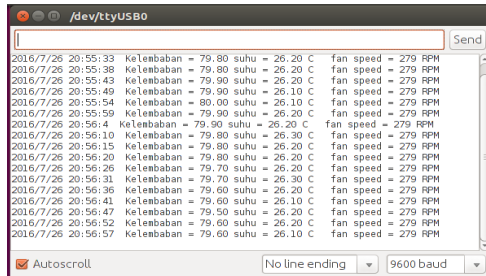 /dev/ttyUSB0
Send
2016/7/26 20:55:33 Kelembaban = 79.80 suhu = 26.20 C fan speed = 279 RPM
2016/7/26 20:55:38 Kelembaban = 79.80 suhu = 26.20 C fan speed = 279 RPM
2016/7/26 20:55:43 Kelembaban = 79.90 suhu = 26.20 C fan speed = 279 RPM
2016/7/26 20:55:49 Kelembaban = 79.90 suhu = 26.10 C fan speed = 279 RPM
2016/7/26 20:55:54 Kelembaban = 80.00 suhu = 26.10 C fan speed = 279 RPM
2016/7/26 20:55:59 Kelembaban = 79.90 suhu = 26.20 C fan speed = 279 RPM
2016/7/26 20:56:4 Kelembaban = 79.90 suhu = 26.20 C fan speed = 279 RPM
2016/7/26 20:56:10 Kelembaban = 79.80 suhu = 26.30 C fan speed = 279 RPM
2016/7/26 20:56:15 Kelembaban = 79.80 suhu = 26.20 C fan speed = 279 RPM
2016/7/26 20:56:20 Kelembaban = 79.80 suhu = 26.20 C fan speed = 279 RPM
2016/7/26 20:56:26 Kelembaban = 79.70 suhu = 26.20 C fan speed = 279 RPM
2016/7/26 20:56:31 Kelembaban = 79.70 suhu = 26.30 C fan speed = 279 RPM
2016/7/26 20:56:36 Kelembaban = 79.60 suhu = 26.20 C fan speed = 279 RPM
2016/7/26 20:56:41 Kelembaban = 79.60 suhu = 26.10 C fan speed = 279 RPM
2016/7/26 20:56:47 Kelembaban = 79.50 suhu = 26.20 C fan speed = 279 RPM
2016/7/26 20:56:52 Kelembaban = 79.60 suhu = 26.20 C fan speed = 279 RPM
2016/7/26 20:56:57 Kelembaban = 79.60 suhu = 26.10 C fan speed = 279 RPM
Autoscroll
No line ending
9600 baud